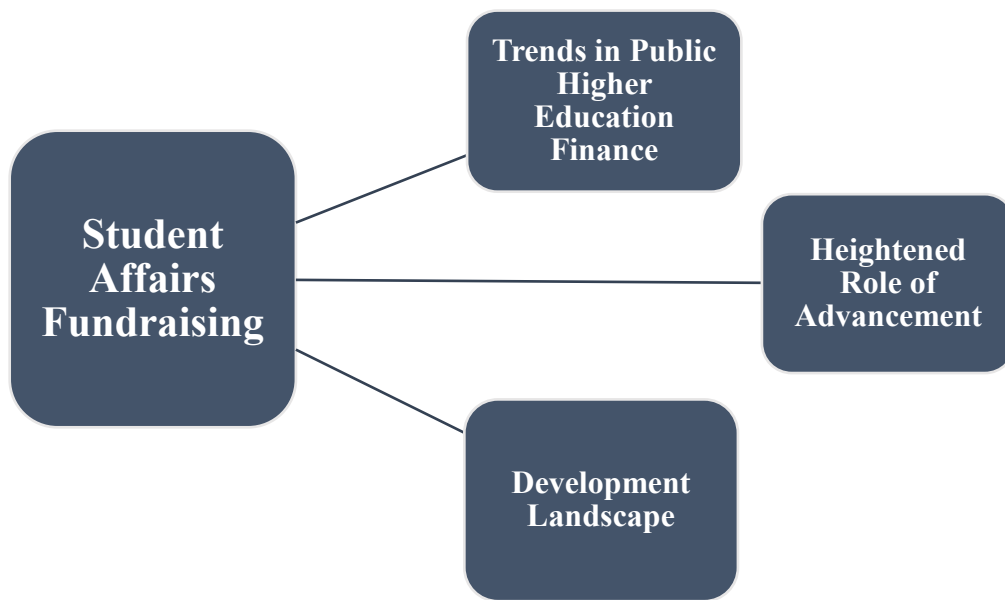 Trends in Public
Higher
Education
Finance
Student
Affairs
Fundraising
Heightened
Role of
Advancement
Development
Landscape